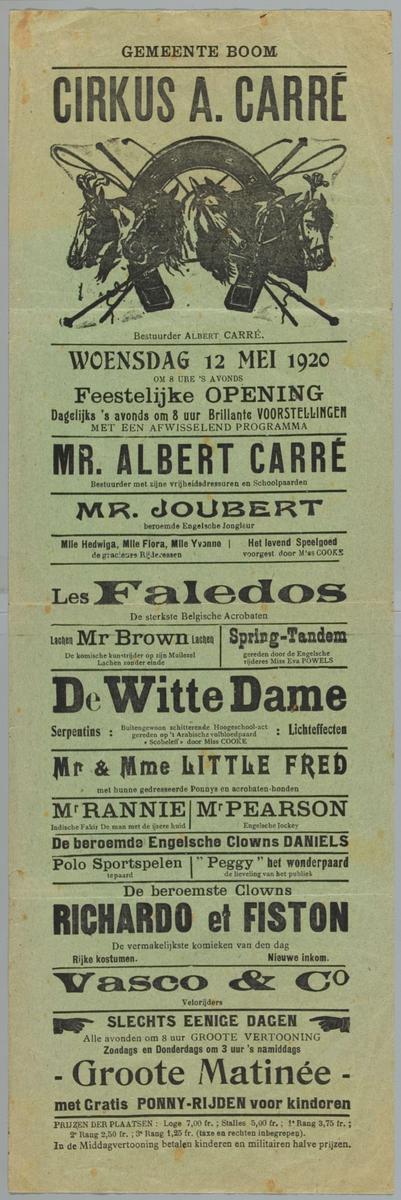 GEMEENTE BOOM
CIRKUS A. CARRÉ
Bestuurder ALBERT CARRÉ.
WOENSDAG 12 MEI 1920
OM 8 URE 'S AVONDS
Feestelijke OPENING
Dagelijks 's avonds om 8 uur Brillante VOORSTELLINGEN
MET EEN AFWISSELEND PROGRAMMA
MR. ALBERT CARRÉ
Bestuurder met zijne vrijheidsdressuren en Schoolpaarden
MR. JOUBERT
beroemde Engelsche Jongleur
Mlle Hedwiga, Mlle Flora, Mlle Yvonne
de gracieurs Rijderessen
Het levend Speelgoed
voorgest. door Miss COOKE
Les Faledos
De sterkste Belgische Acrobaten
Lachen Mr Brown Lachen
De komische kunstrijder op zijn Muilezel
Lachen zonder einde
Spring-Tandem
gereden door de Engelsche
rijderes Miss Eva POWELS
De Witte Dame
Serpentins :
Buitengewoon schitterende Hoogeschool-act
gereden op 't Arabische volbloedpaard
« Scobeleff » door Miss COOKE
: Lichteffecten
Mr & Mme LITTLE FRED
met hunne gedresseerde Ponnys en acrobaten-honden
Mr RANNIE
Indische Fakir De man met de ijzere huid
Mr PEARSON
Engelsche Jockey
De beroemde Engelsche Clowns DANIELS
Polo Sportspelen
te paard
" Peggy " het wonderpaard
de lieveling van het publiek
De beroemste Clowns
RICHARDO et FISTON
De vermakelijkste komieken van den dag
Rijke kostumen. Nieuwe inkom.
Vasco & Co
Velorijders
SLECHTS EENIGE DAGEN
Alle avonden om 8 uur GROOTE VERTOONING
Zondags en Donderdags om 3 uur 's namiddags
- Groote Matinée -
met Gratis PONNY-RIJDEN voor kinderen
PRIJZEN DER PLAATSEN : Loge 7,00 fr. ; Stalles 5,00 fr. ; 1e Rang 3,75 fr. ;
2e Rang 2,50 fr. ; 3e Rang 1,25 fr. (taxe en rechten inbegrepen).
In de Middagvertooning betalen kinderen en militairen halve prijzen.